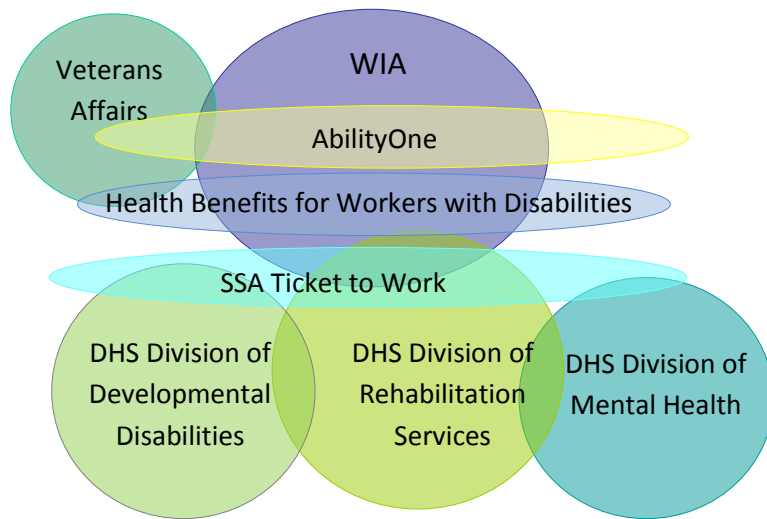 Veterans
Affairs
WIA
AbilityOne
Health Benefits for Workers with Disabilities
SSA Ticket to Work
DHS Division of
Developmental
Disabilities
DHS Division of
Rehabilitation
Services
DHS Division of
Mental Health